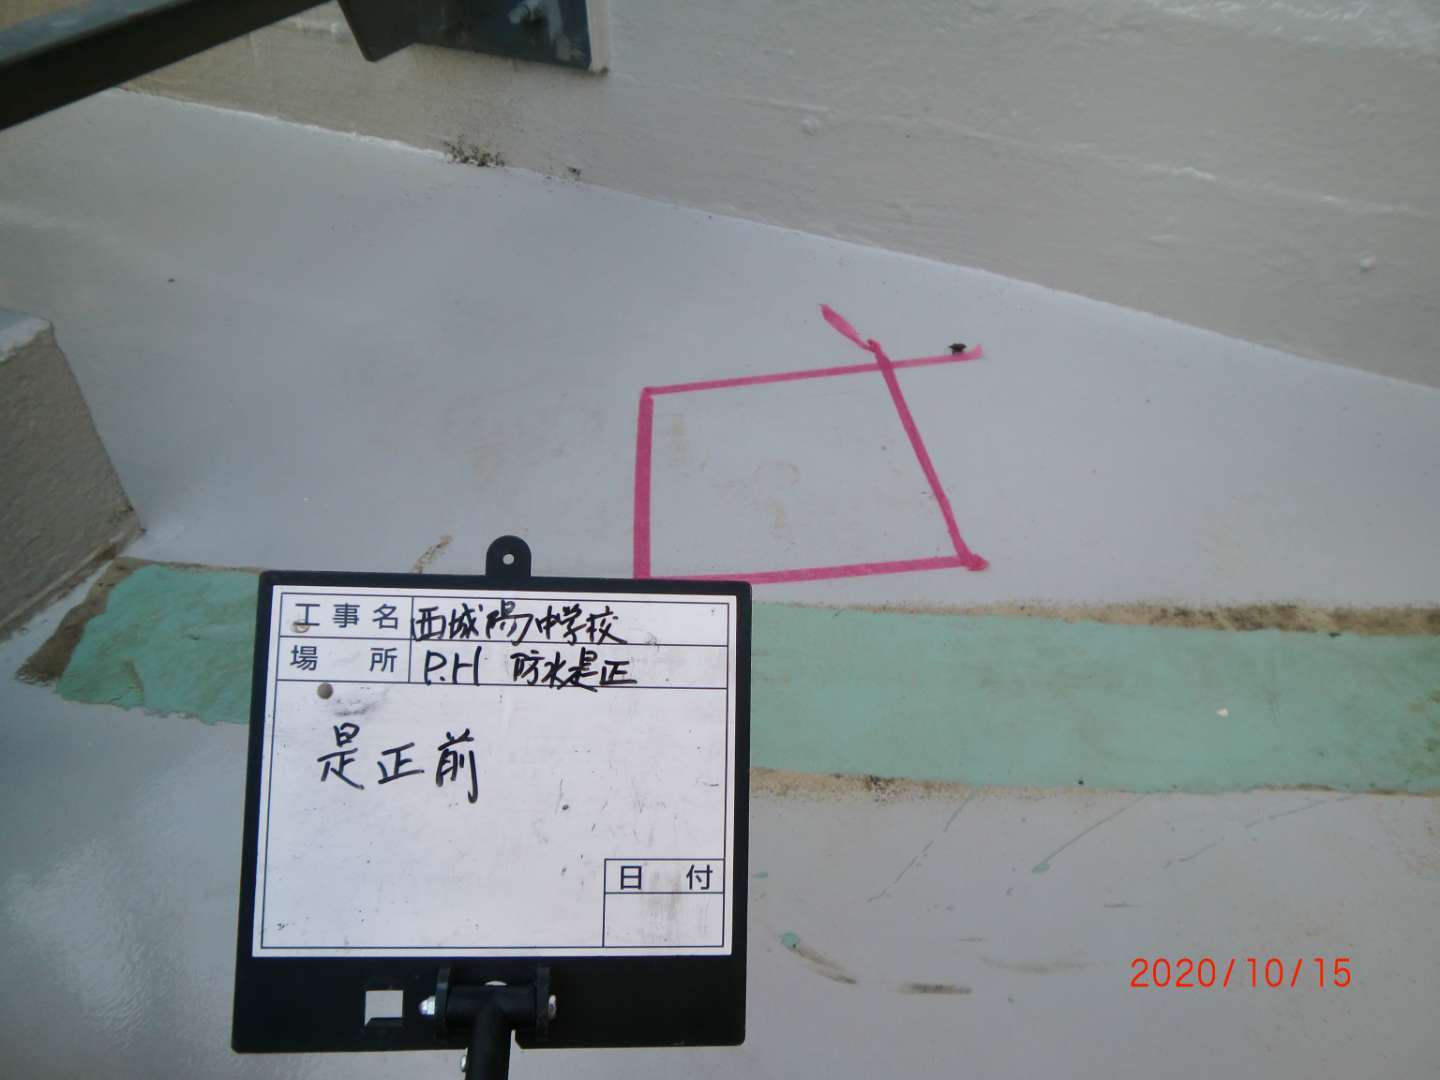 工事名 西城陽中学校
場所 P.H 防水是正
是正前
日付
2020/10/15